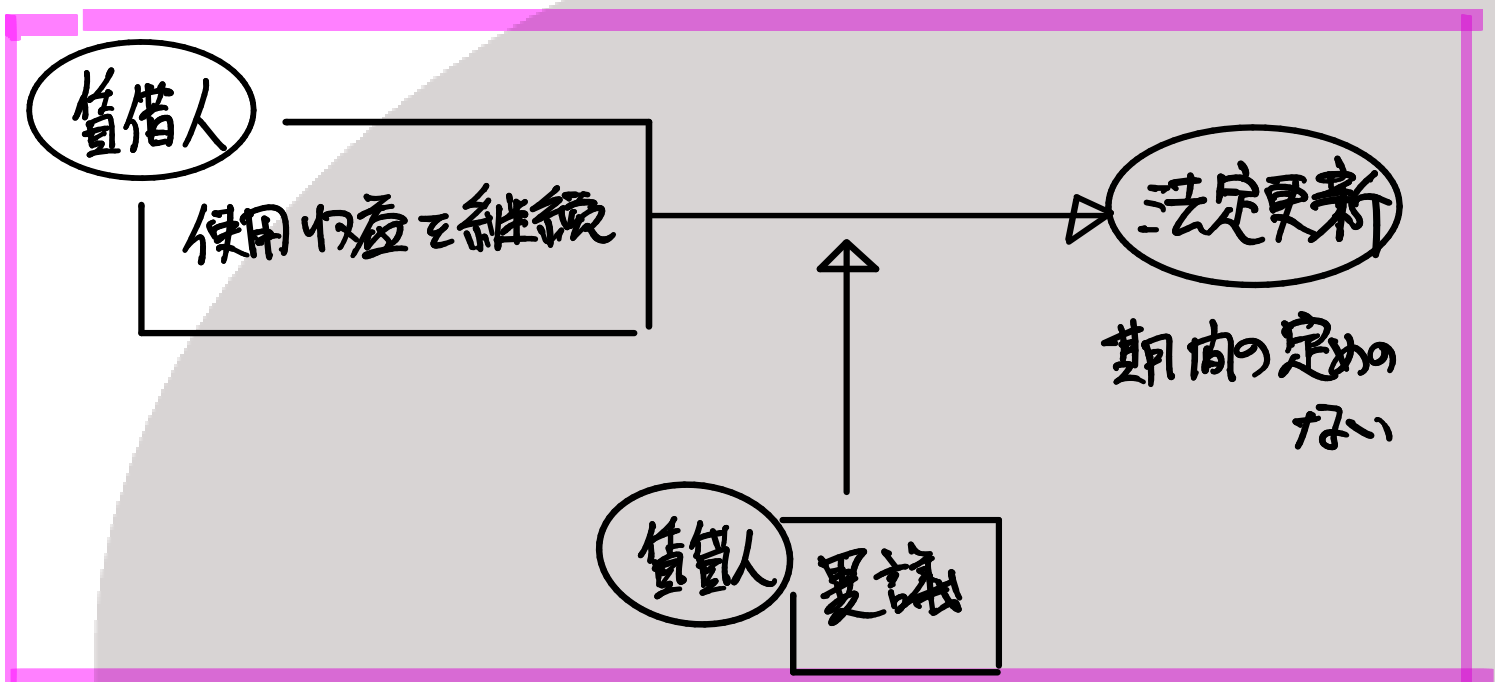 賃借人
使用収益を継続
法定更新
期間の定めの
ない
賃貸人
異議